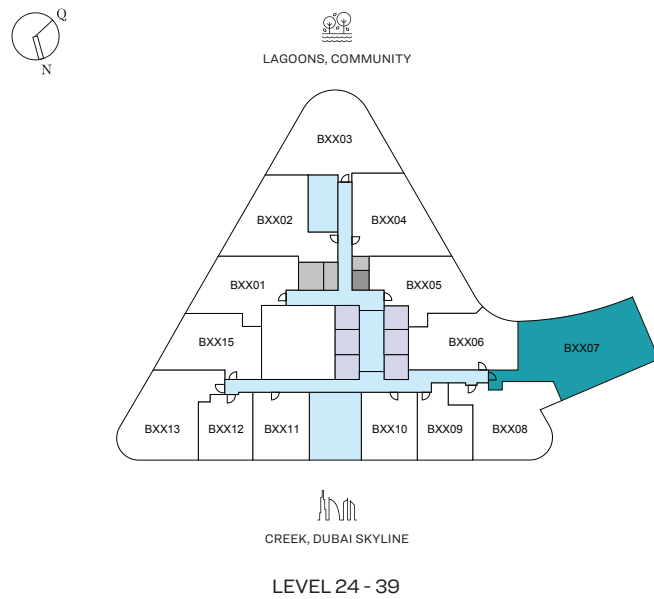 Q
N
LAGOONS, COMMUNITY
BXX03
BXX02
BXX04
BXX01
BXX05
BXX15
BXX06
BXX07
BXX13
BXX12
BXX11
BXX10
BXX09
BXX08
CREEK, DUBAI SKYLINE
LEVEL 24 - 39